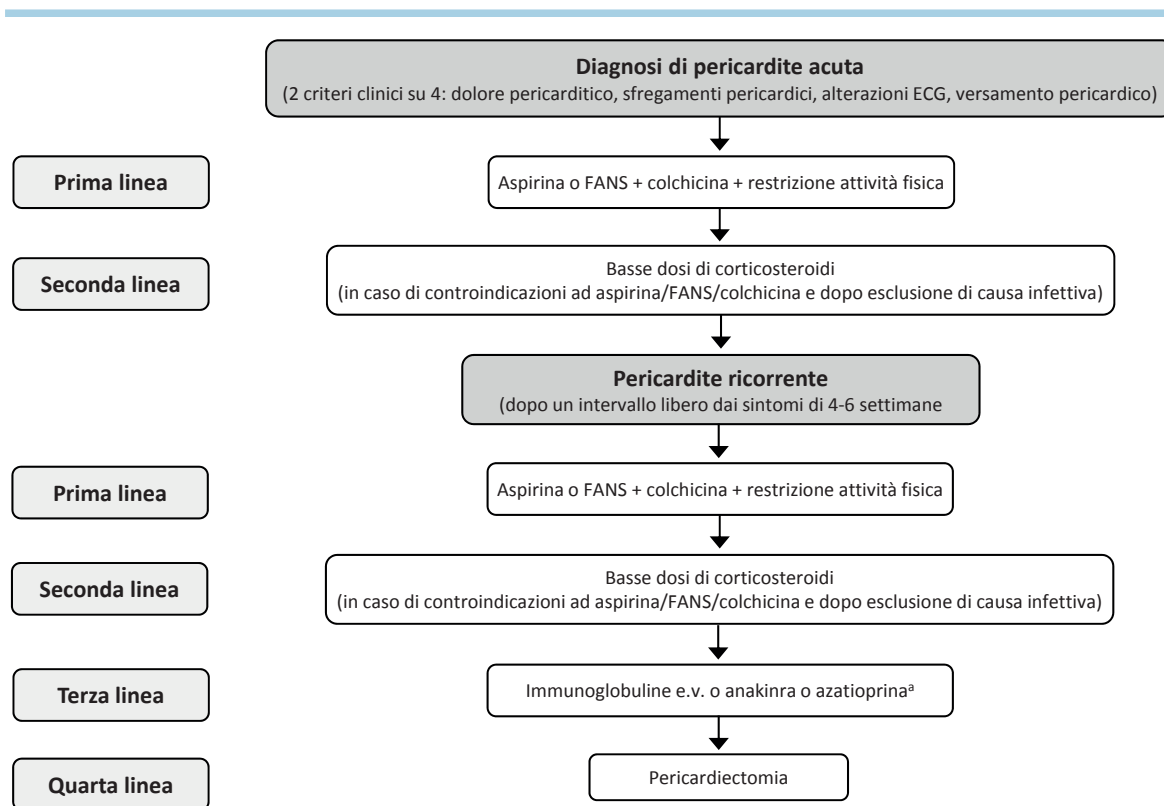 Diagnosi di pericardite acuta
(2 criteri clinici su 4: dolore pericarditico, sfregamenti pericardici, alterazioni ECG, versamento pericardico)
Prima linea
Aspirina o FANS + colchicina + restrizione attività fisica
Seconda linea
Basse dosi di corticosteroidi
(in caso di controindicazioni ad aspirina/FANS/colchicina e dopo esclusione di causa infettiva)
Pericardite ricorrente
(dopo un intervallo libero dai sintomi di 4-6 settimane
Prima linea
Aspirina o FANS + colchicina + restrizione attività fisica
Seconda linea
Basse dosi di corticosteroidi
(in caso di controindicazioni ad aspirina/FANS/colchicina e dopo esclusione di causa infettiva)
Terza linea
Immunoglobuline e.v. o anakinra o azatioprinaᵃ
Quarta linea
Pericardiectomia